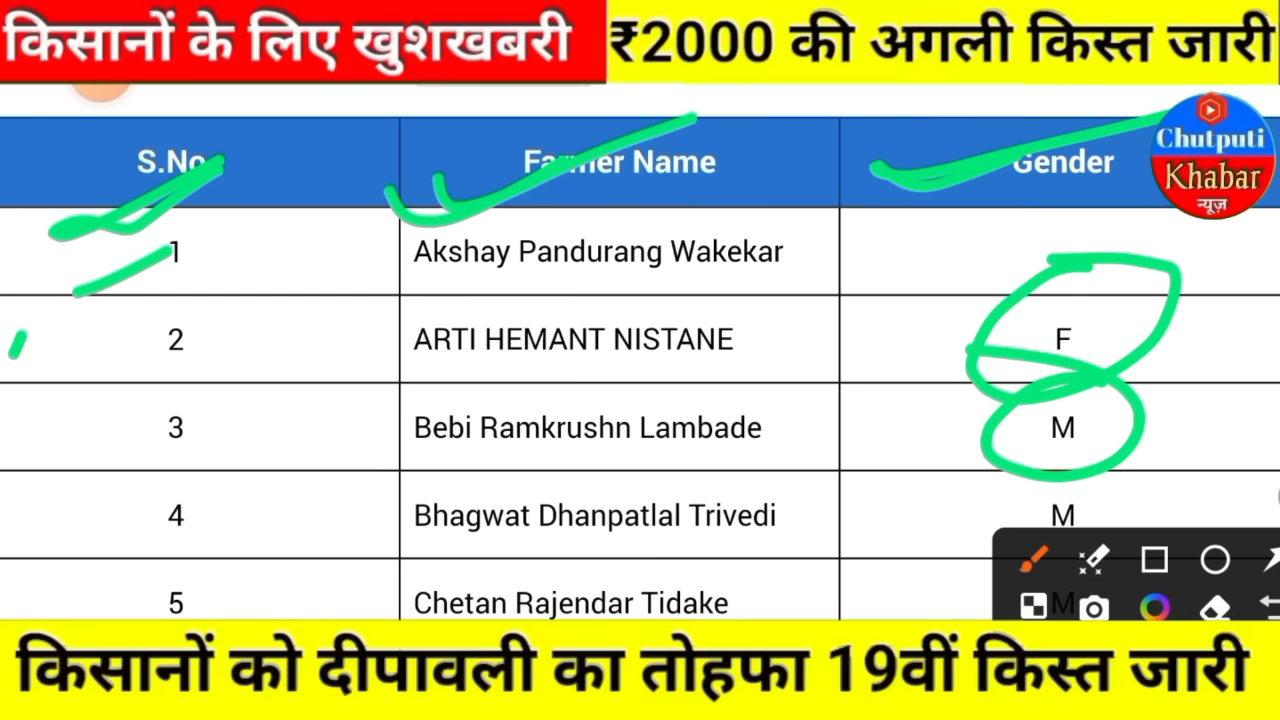 किसानों के लिए खुशखबरी ₹2000 की अगली किस्त जारी
S.No Farmer Name Gender
Chutputi
Khabar
न्यूज़
1 Akshay Pandurang Wakekar
2 ARTI HEMANT NISTANE F
3 Bebi Ramkrushn Lambade M
4 Bhagwat Dhanpatlal Trivedi M
5 Chetan Rajendar Tidake M
किसानों को दीपावली का तोहफा 19वीं किस्त जारी